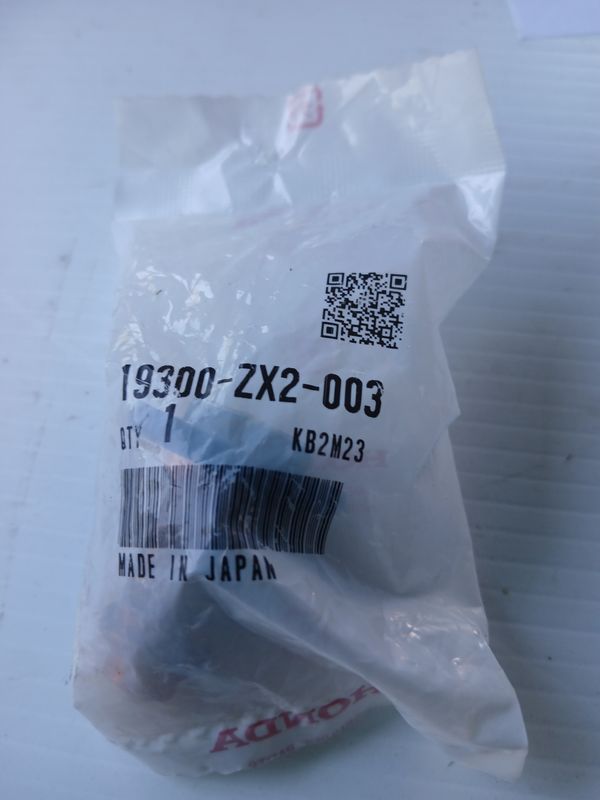 19300-ZX2-003
QTY 1
KB2M23
MADE IN JAPAN
HONDA